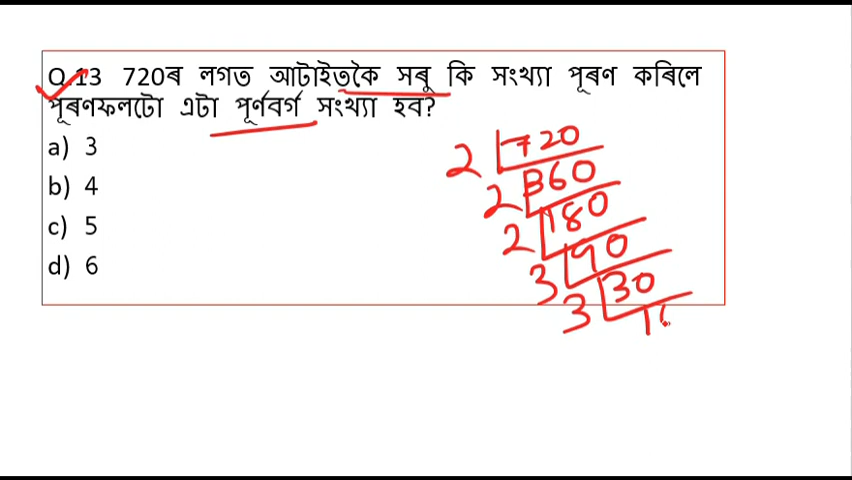 Q.13 720ৰ লগত আটাইতকৈ সৰু কি সংখ্যা পূৰণ কৰিলে
পূৰণফলটো এটা পূৰ্ণবৰ্গ সংখ্যা হব?
a) 3
b) 4
c) 5
d) 6
2 720
2 360
2 180
3 90
3 30